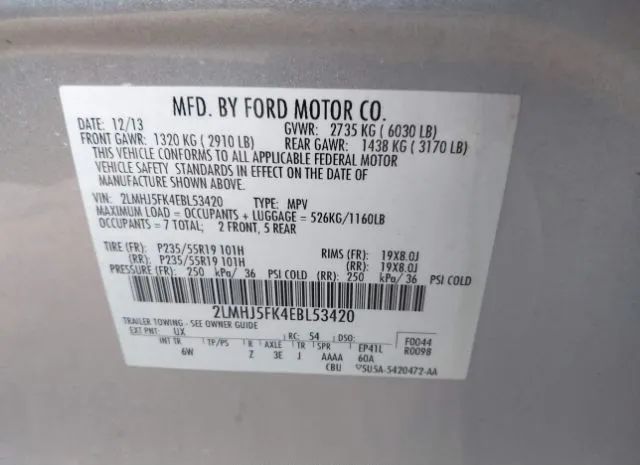 MFD. BY FORD MOTOR CO.
DATE: 12/13 GVWR: 2735 KG ( 6030 LB)
FRONT GAWR: 1320 KG ( 2910 LB) REAR GAWR: 1438 KG ( 3170 LB)
THIS VEHICLE CONFORMS TO ALL APPLICABLE FEDERAL MOTOR
VEHICLE SAFETY STANDARDS IN EFFECT ON THE DATE OF
MANUFACTURE SHOWN ABOVE.
VIN: 2LMHJ5FK4EBL53420 TYPE: MPV
MAXIMUM LOAD = OCCUPANTS + LUGGAGE = 526KG/1160LB
OCCUPANTS = 7 TOTAL; 2 FRONT, 5 REAR
TIRE (FR): P235/55R19 101H RIMS (FR): 19X8.0J
(RR): P235/55R19 101H (RR): 19X8.0J
PRESSURE (FR): 250 kPa/ 36 PSI COLD (RR): 250 kPa/ 36 PSI COLD
2LMHJ5FK4EBL53420
TRAILER TOWING - SEE OWNER GUIDE
EXT PNT: UX RC: 54 DSO: F0044
INT TR TP/PS R AXLE TR SPR EP41L R0098
6W Z 3E J AAAA 60A
CBU 5U5A-5420472-AA